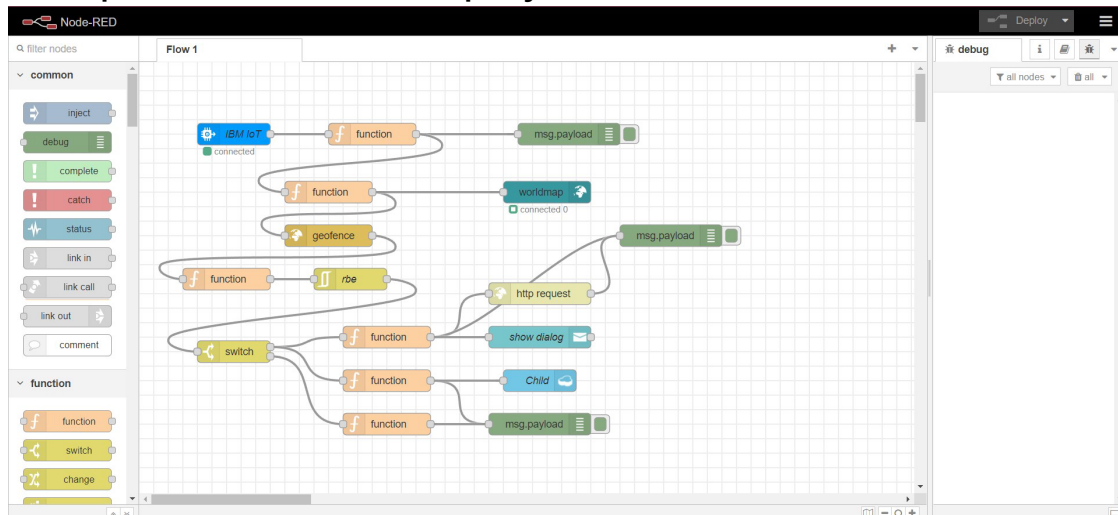 Node-RED
Deploy
filter nodes
Flow 1
debug
i
all nodes
all
common
inject
debug
complete
catch
status
link in
link call
link out
comment
function
function
switch
change
IBM IoT
connected
function
msg.payload
function
worldmap
connected 0
geofence
msg.payload
function
rbe
http request
switch
function
show dialog
function
Child
function
msg.payload